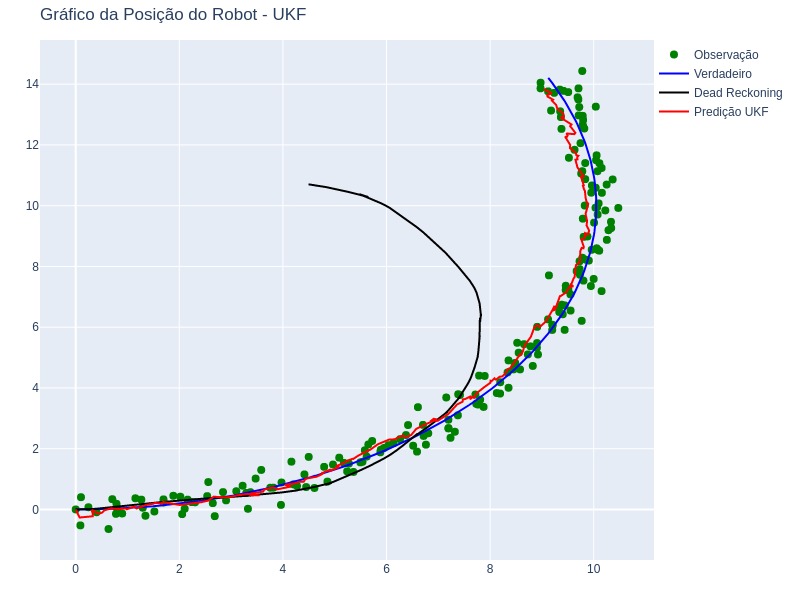 Gráfico da Posição do Robot - UKF
Observação
Verdadeiro
Dead Reckoning
Predição UKF
14
12
10
8
6
4
2
0
0 2 4 6 8 10